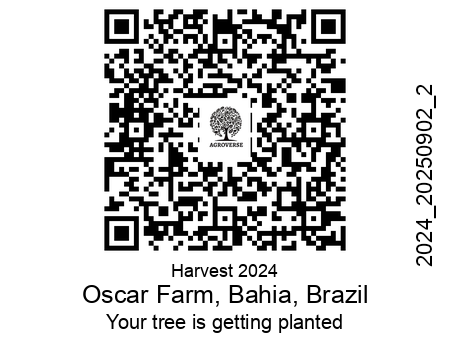 AGROVERSE
Harvest 2024
Oscar Farm, Bahia, Brazil
Your tree is getting planted
2024_20250902_2